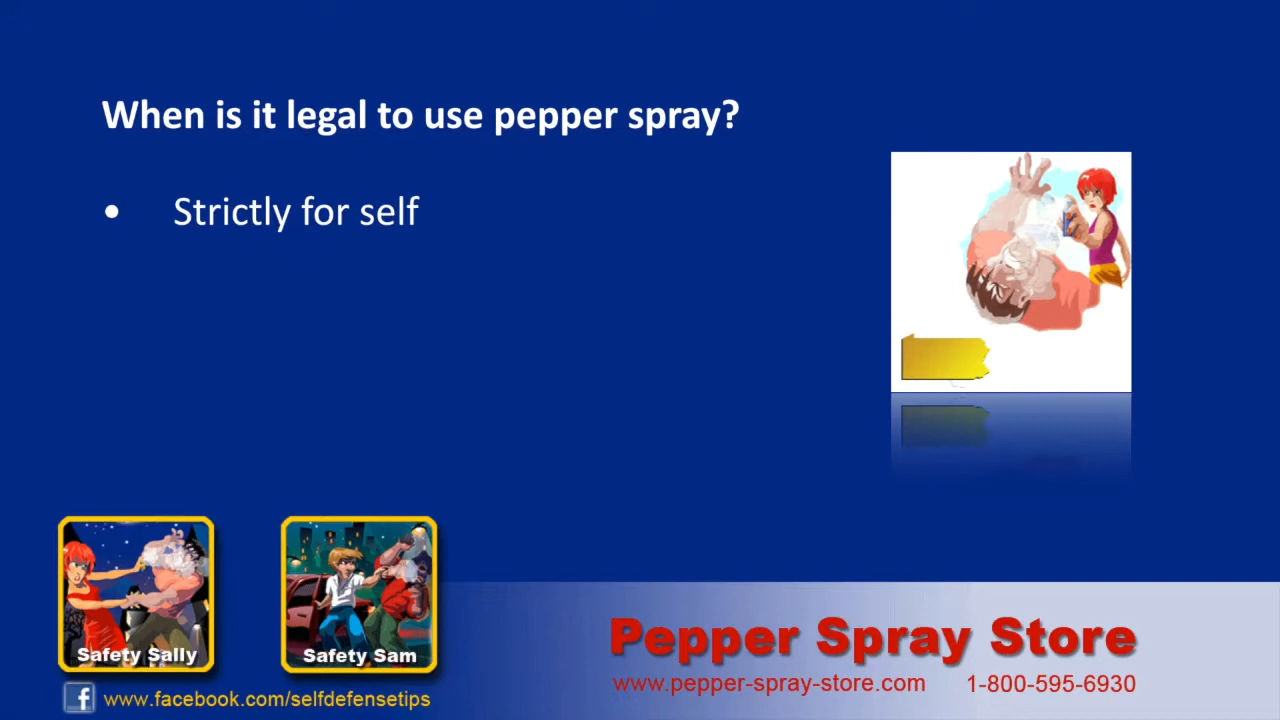 When is it legal to use pepper spray?
• Strictly for self
Safety Sally
Safety Sam
Pepper Spray Store
www.pepper-spray-store.com 1-800-595-6930
f www.facebook.com/selfdefensetips